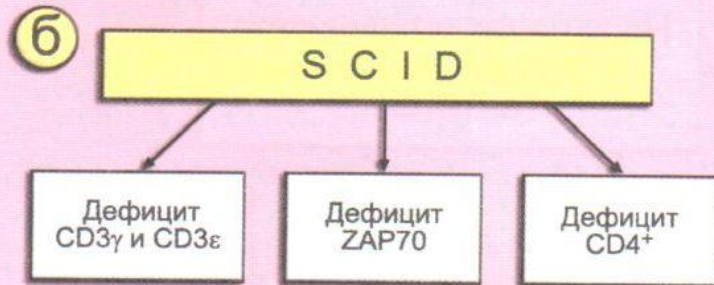 б
S C I D
Дефицит
CD3γ и CD3ε
Дефицит
ZAP70
Дефицит
CD4⁺